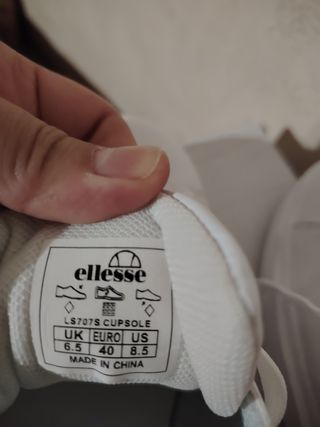 ellesse
LS707S CUPSOLE
UK EURO US
6.5 40 8.5
MADE IN CHINA